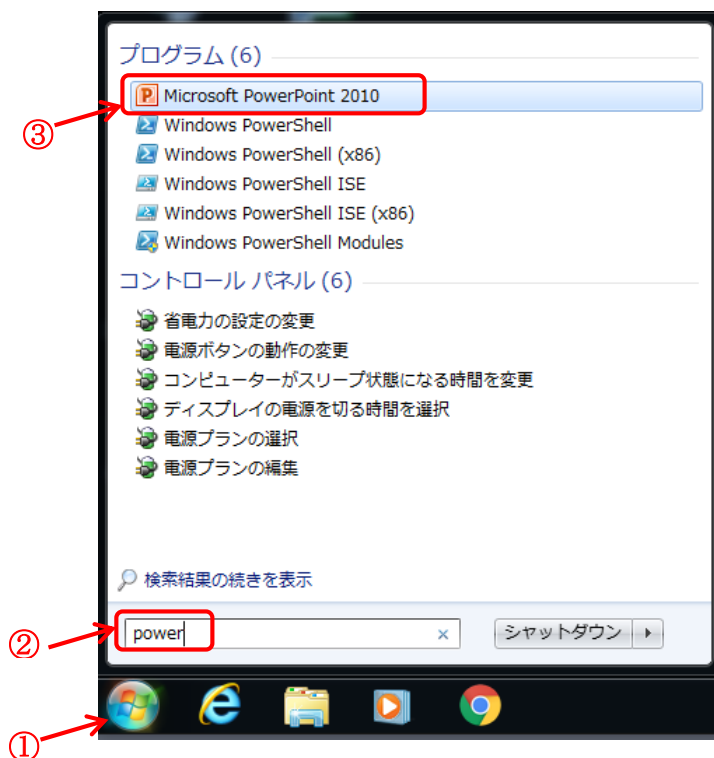 プログラム (6)
Microsoft PowerPoint 2010
③
Windows PowerShell
Windows PowerShell (x86)
Windows PowerShell ISE
Windows PowerShell ISE (x86)
Windows PowerShell Modules
コントロール パネル (6)
省電力の設定の変更
電源ボタンの動作の変更
コンピューターがスリープ状態になる時間を変更
ディスプレイの電源を切る時間を選択
電源プランの選択
電源プランの編集
検索結果の続きを表示
② power × シャットダウン
①